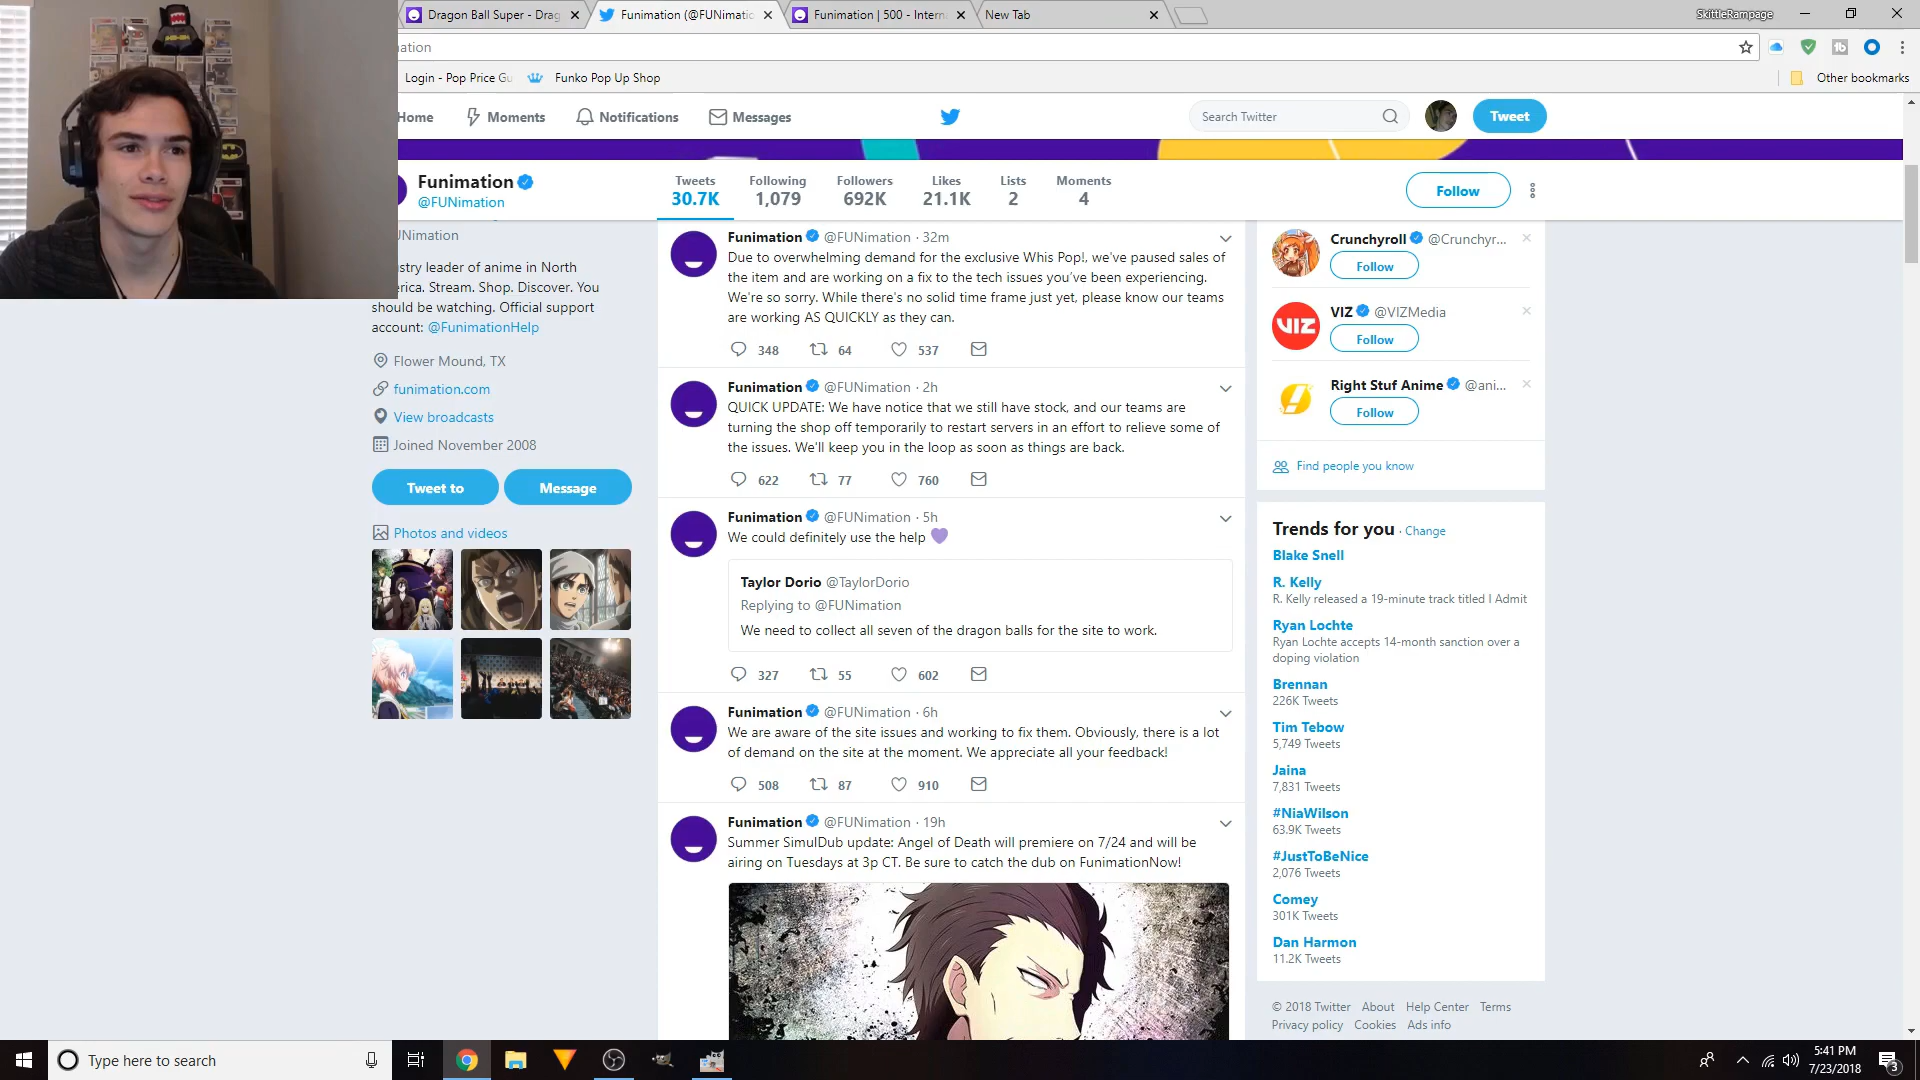 Dragon Ball Super - Drag
Funimation (@FUNimatic
Funimation | 500 - Intern
New Tab
SkittleRampage
ation
Login - Pop Price Gu
Funko Pop Up Shop
Other bookmarks
Home
Moments
Notifications
Messages
Search Twitter
Tweet
Funimation
@FUNimation
Tweets
30.7K
Following
1,079
Followers
692K
Likes
21.1K
Lists
2
Moments
4
Follow
UNimation
stry leader of anime in North
erica. Stream. Shop. Discover. You
should be watching. Official support
account: @FunimationHelp
Flower Mound, TX
funimation.com
View broadcasts
Joined November 2008
Tweet to
Message
Photos and videos
Funimation @FUNimation · 32m
Due to overwhelming demand for the exclusive Whis Pop!, we've paused sales of
the item and are working on a fix to the tech issues you've been experiencing.
We're so sorry. While there's no solid time frame just yet, please know our teams
are working AS QUICKLY as they can.
348 64 537
Funimation @FUNimation · 2h
QUICK UPDATE: We have notice that we still have stock, and our teams are
turning the shop off temporarily to restart servers in an effort to relieve some of
the issues. We'll keep you in the loop as soon as things are back.
622 77 760
Funimation @FUNimation · 5h
We could definitely use the help
Taylor Dorio @TaylorDorio
Replying to @FUNimation
We need to collect all seven of the dragon balls for the site to work.
327 55 602
Funimation @FUNimation · 6h
We are aware of the site issues and working to fix them. Obviously, there is a lot
of demand on the site at the moment. We appreciate all your feedback!
508 87 910
Funimation @FUNimation · 19h
Summer SimulDub update: Angel of Death will premiere on 7/24 and will be
airing on Tuesdays at 3p CT. Be sure to catch the dub on FunimationNow!
Crunchyroll @Crunchyr...
Follow
VIZ
VIZ @VIZMedia
Follow
Right Stuf Anime @ani...
Follow
Find people you know
Trends for you · Change
Blake Snell
R. Kelly
R. Kelly released a 19-minute track titled I Admit
Ryan Lochte
Ryan Lochte accepts 14-month sanction over a
doping violation
Brennan
226K Tweets
Tim Tebow
5,749 Tweets
Jaina
7,831 Tweets
#NiaWilson
63.9K Tweets
#JustToBeNice
2,076 Tweets
Comey
301K Tweets
Dan Harmon
11.2K Tweets
© 2018 Twitter About Help Center Terms
Privacy policy Cookies Ads info
Type here to search
5:41 PM
7/23/2018
3